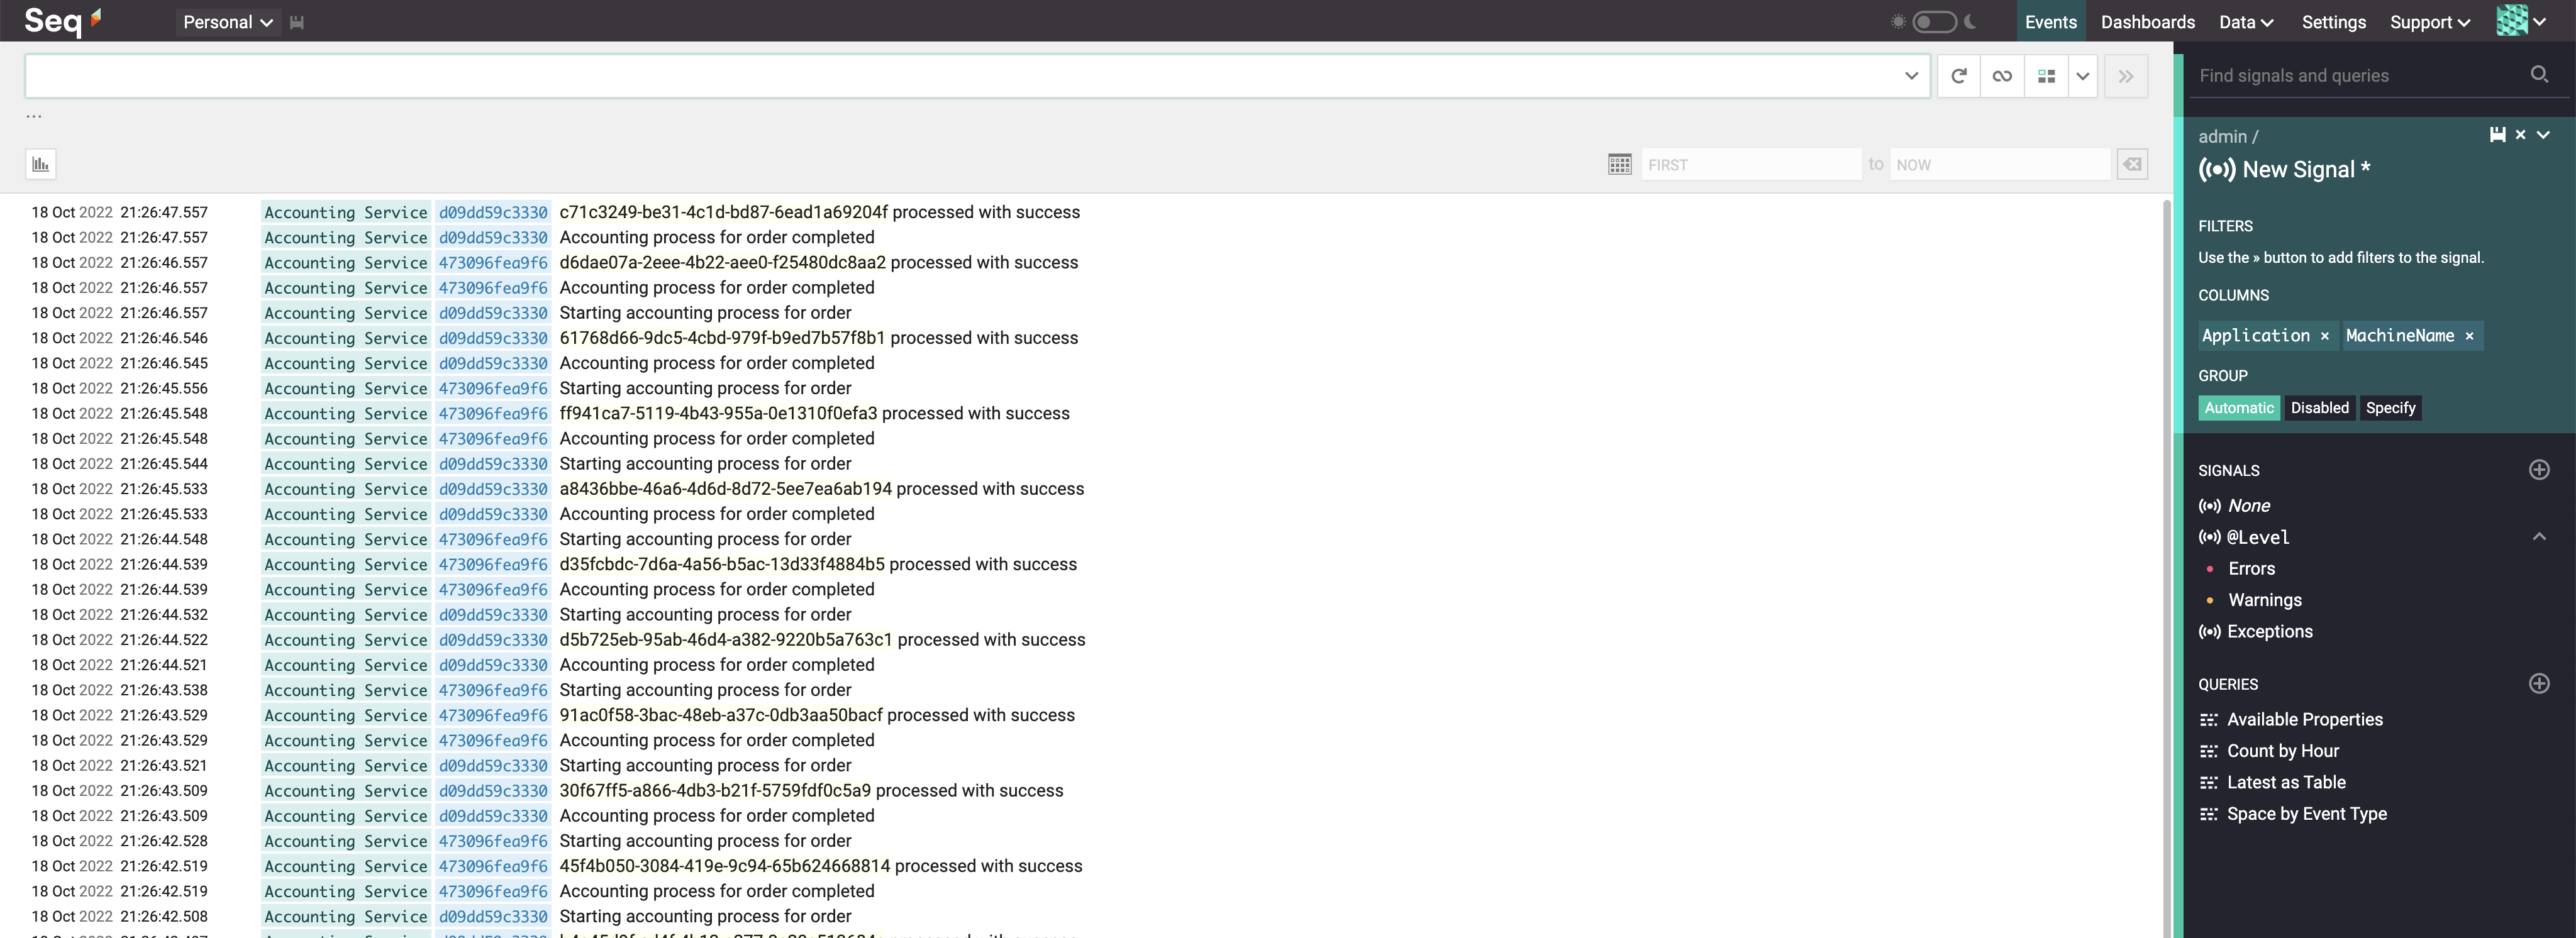 Seq
Personal
Events Dashboards Data Settings Support
Find signals and queries
...
FIRST to NOW
18 Oct 2022 21:26:47.557 Accounting Service d09dd59c3330 c71c3249-be31-4c1d-bd87-6ead1a69204f processed with success
18 Oct 2022 21:26:47.557 Accounting Service d09dd59c3330 Accounting process for order completed
18 Oct 2022 21:26:46.557 Accounting Service 473096fea9f6 d6dae07a-2eee-4b22-aee0-f25480dc8aa2 processed with success
18 Oct 2022 21:26:46.557 Accounting Service 473096fea9f6 Accounting process for order completed
18 Oct 2022 21:26:46.557 Accounting Service d09dd59c3330 Starting accounting process for order
18 Oct 2022 21:26:46.546 Accounting Service d09dd59c3330 61768d66-9dc5-4cbd-979f-b9ed7b57f8b1 processed with success
18 Oct 2022 21:26:46.545 Accounting Service d09dd59c3330 Accounting process for order completed
18 Oct 2022 21:26:45.556 Accounting Service 473096fea9f6 Starting accounting process for order
18 Oct 2022 21:26:45.548 Accounting Service 473096fea9f6 ff941ca7-5119-4b43-955a-0e1310f0efa3 processed with success
18 Oct 2022 21:26:45.548 Accounting Service 473096fea9f6 Accounting process for order completed
18 Oct 2022 21:26:45.544 Accounting Service d09dd59c3330 Starting accounting process for order
18 Oct 2022 21:26:45.533 Accounting Service d09dd59c3330 a8436bbe-46a6-4d6d-8d72-5ee7ea6ab194 processed with success
18 Oct 2022 21:26:45.533 Accounting Service d09dd59c3330 Accounting process for order completed
18 Oct 2022 21:26:44.548 Accounting Service 473096fea9f6 Starting accounting process for order
18 Oct 2022 21:26:44.539 Accounting Service 473096fea9f6 d35fcbdc-7d6a-4a56-b5ac-13d33f4884b5 processed with success
18 Oct 2022 21:26:44.539 Accounting Service 473096fea9f6 Accounting process for order completed
18 Oct 2022 21:26:44.532 Accounting Service d09dd59c3330 Starting accounting process for order
18 Oct 2022 21:26:44.522 Accounting Service d09dd59c3330 d5b725eb-95ab-46d4-a382-9220b5a763c1 processed with success
18 Oct 2022 21:26:44.521 Accounting Service d09dd59c3330 Accounting process for order completed
18 Oct 2022 21:26:43.538 Accounting Service 473096fea9f6 Starting accounting process for order
18 Oct 2022 21:26:43.529 Accounting Service 473096fea9f6 91ac0f58-3bac-48eb-a37c-0db3aa50bacf processed with success
18 Oct 2022 21:26:43.529 Accounting Service 473096fea9f6 Accounting process for order completed
18 Oct 2022 21:26:43.521 Accounting Service d09dd59c3330 Starting accounting process for order
18 Oct 2022 21:26:43.509 Accounting Service d09dd59c3330 30f67ff5-a866-4db3-b21f-5759fdf0c5a9 processed with success
18 Oct 2022 21:26:43.509 Accounting Service d09dd59c3330 Accounting process for order completed
18 Oct 2022 21:26:42.528 Accounting Service 473096fea9f6 Starting accounting process for order
18 Oct 2022 21:26:42.519 Accounting Service 473096fea9f6 45f4b050-3084-419e-9c94-65b624668814 processed with success
18 Oct 2022 21:26:42.519 Accounting Service 473096fea9f6 Accounting process for order completed
18 Oct 2022 21:26:42.508 Accounting Service d09dd59c3330 Starting accounting process for order
admin /
New Signal *
FILTERS
Use the » button to add filters to the signal.
COLUMNS
Application × MachineName ×
GROUP
Automatic Disabled Specify
SIGNALS
None
@Level
Errors
Warnings
Exceptions
QUERIES
Available Properties
Count by Hour
Latest as Table
Space by Event Type